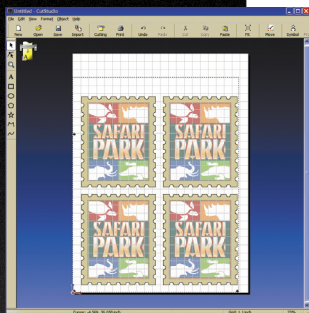 Untitled - CutStudio
File Edit View Format Object Help
New Open Save Import Cutting Print Undo Redo Cut Copy Paste Fit Move Symbol
A
SAFARI PARK
SAFARI PARK
SAFARI PARK
SAFARI PARK